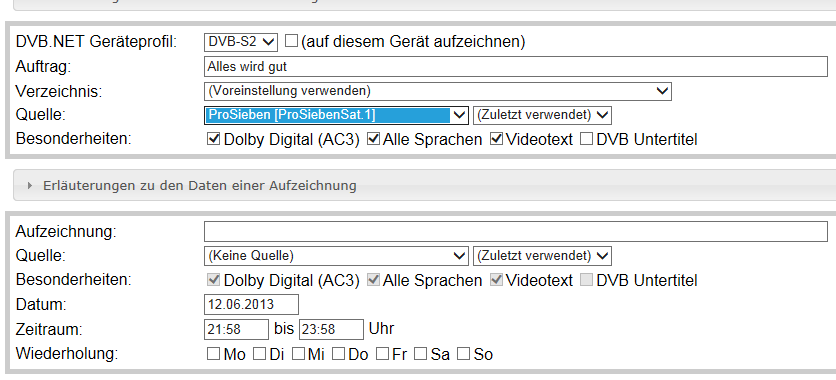 DVB.NET Geräteprofil: DVB-S2 (auf diesem Gerät aufzeichnen)
Auftrag: Alles wird gut
Verzeichnis: (Voreinstellung verwenden)
Quelle: ProSieben [ProSiebenSat.1] (Zuletzt verwendet)
Besonderheiten: Dolby Digital (AC3) Alle Sprachen Videotext DVB Untertitel
Erläuterungen zu den Daten einer Aufzeichnung
Aufzeichnung:
Quelle: (Keine Quelle) (Zuletzt verwendet)
Besonderheiten: Dolby Digital (AC3) Alle Sprachen Videotext DVB Untertitel
Datum: 12.06.2013
Zeitraum: 21:58 bis 23:58 Uhr
Wiederholung: Mo Di Mi Do Fr Sa So